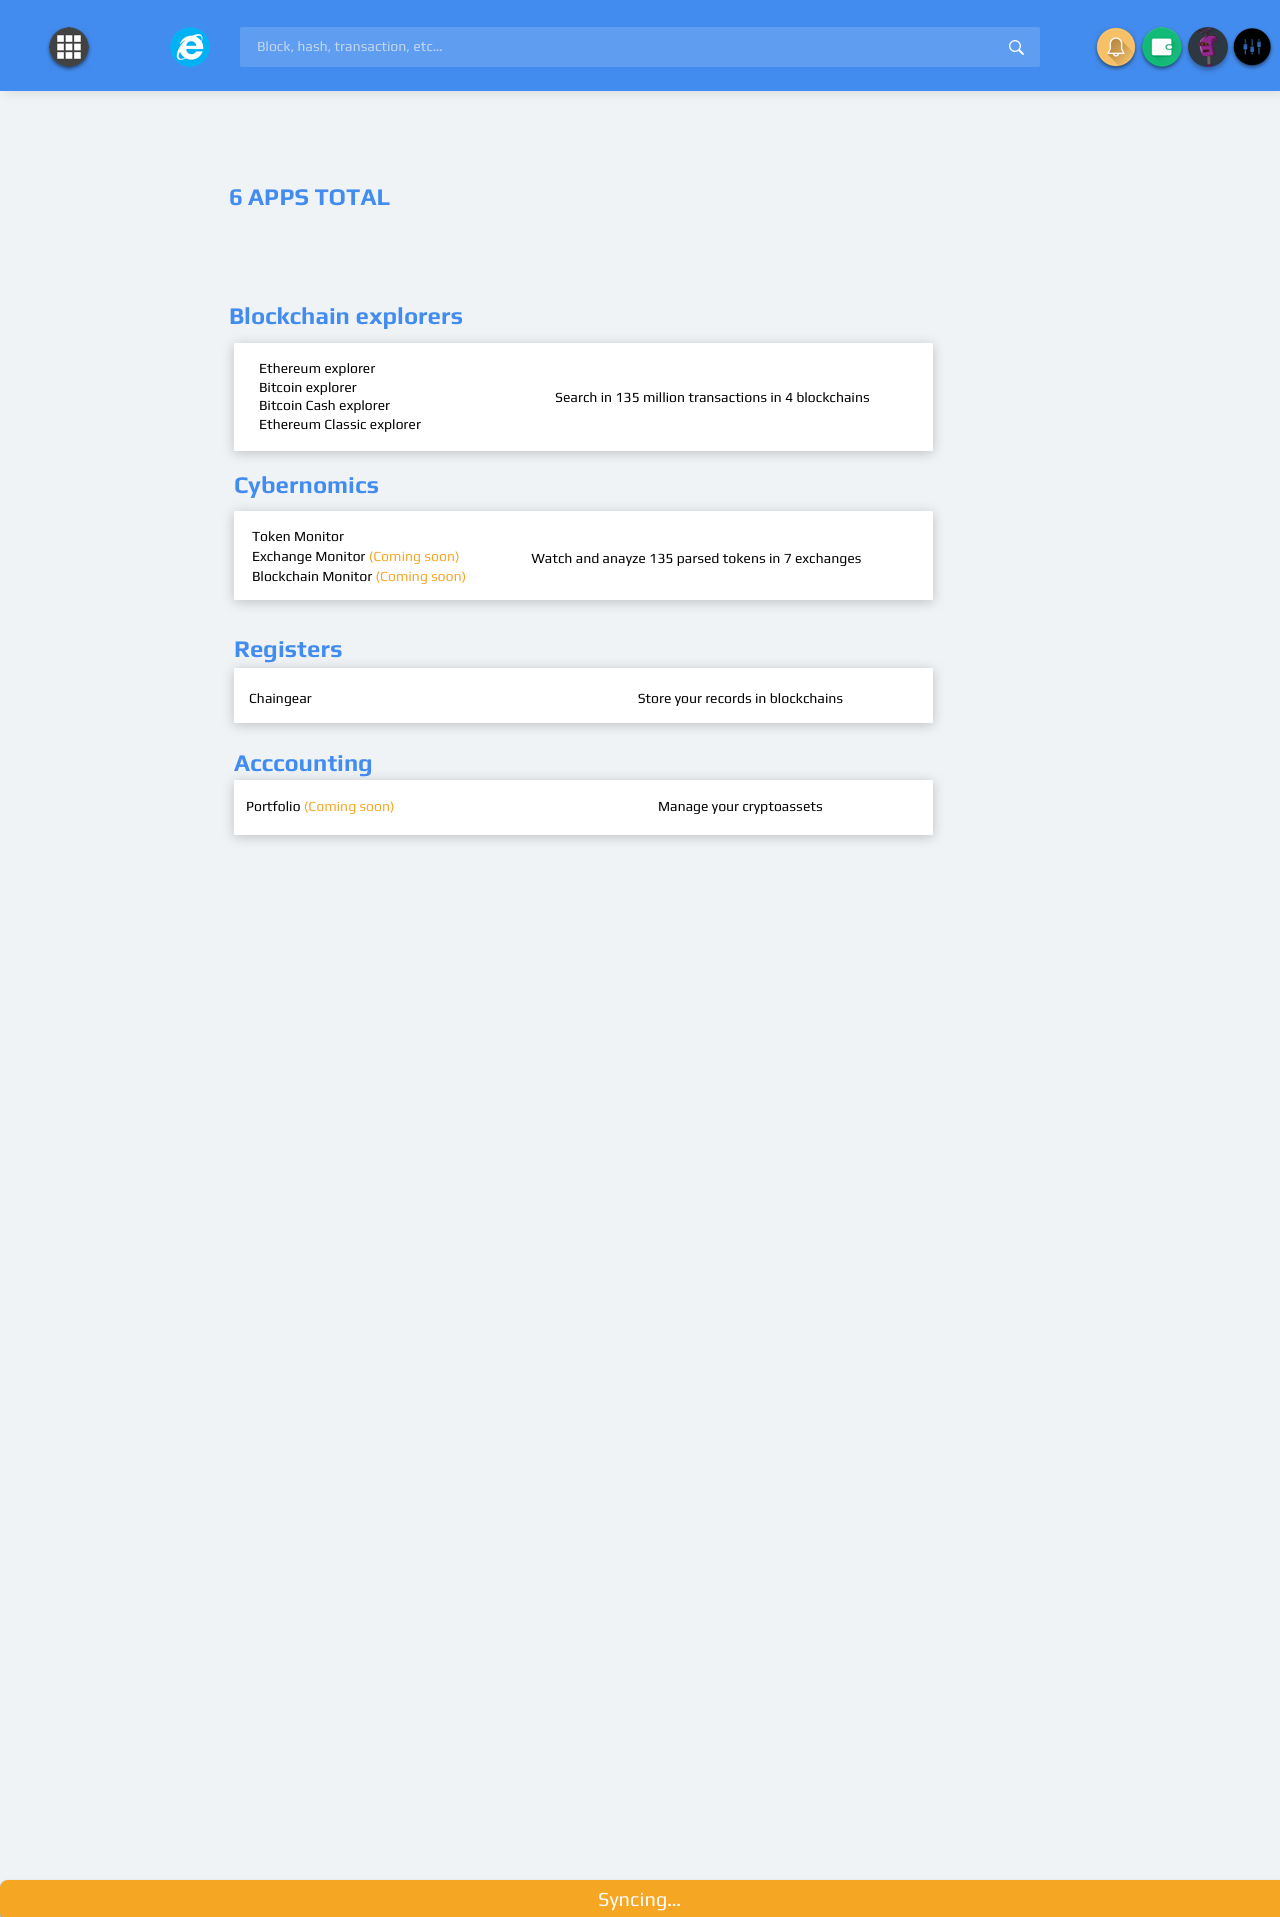 Block, hash, transaction, etc...
6 APPS TOTAL
Blockchain explorers
Ethereum explorer
Bitcoin explorer
Bitcoin Cash explorer
Ethereum Classic explorer
Search in 135 million transactions in 4 blockchains
Cybernomics
Token Monitor
Exchange Monitor (Coming soon)
Blockchain Monitor (Coming soon)
Watch and anayze 135 parsed tokens in 7 exchanges
Registers
Chaingear
Store your records in blockchains
Acccounting
Portfolio (Coming soon)
Manage your cryptoassets
Syncing...